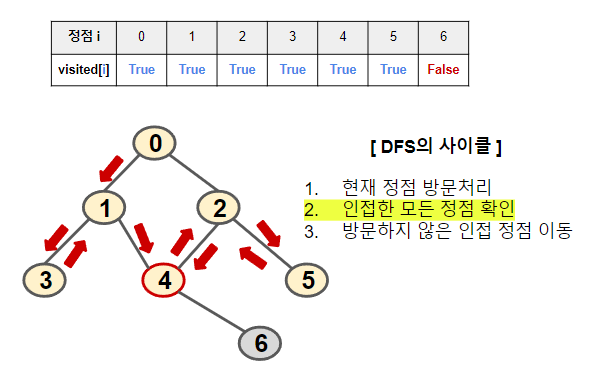 정점 i 0 1 2 3 4 5 6
visited[i] True True True True True True False
[ DFS의 사이클 ]
1. 현재 정점 방문처리
2. 인접한 모든 정점 확인
3. 방문하지 않은 인접 정점 이동
0
1 2
3 4 5
6